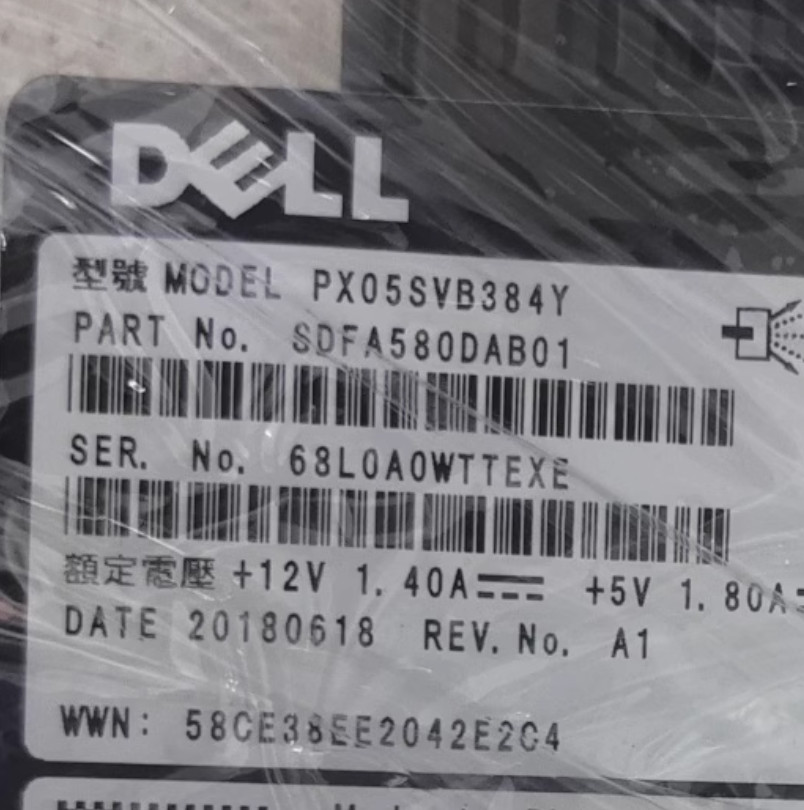 DELL
型號 MODEL PX05SVB384Y
PART No. SDFA580DAB01
SER. No. 68L0A0WTTEXE
額定電壓 +12V 1.40A +5V 1.80A
DATE 20180618 REV. No. A1
WWN: 58CE38EE2042E2C4